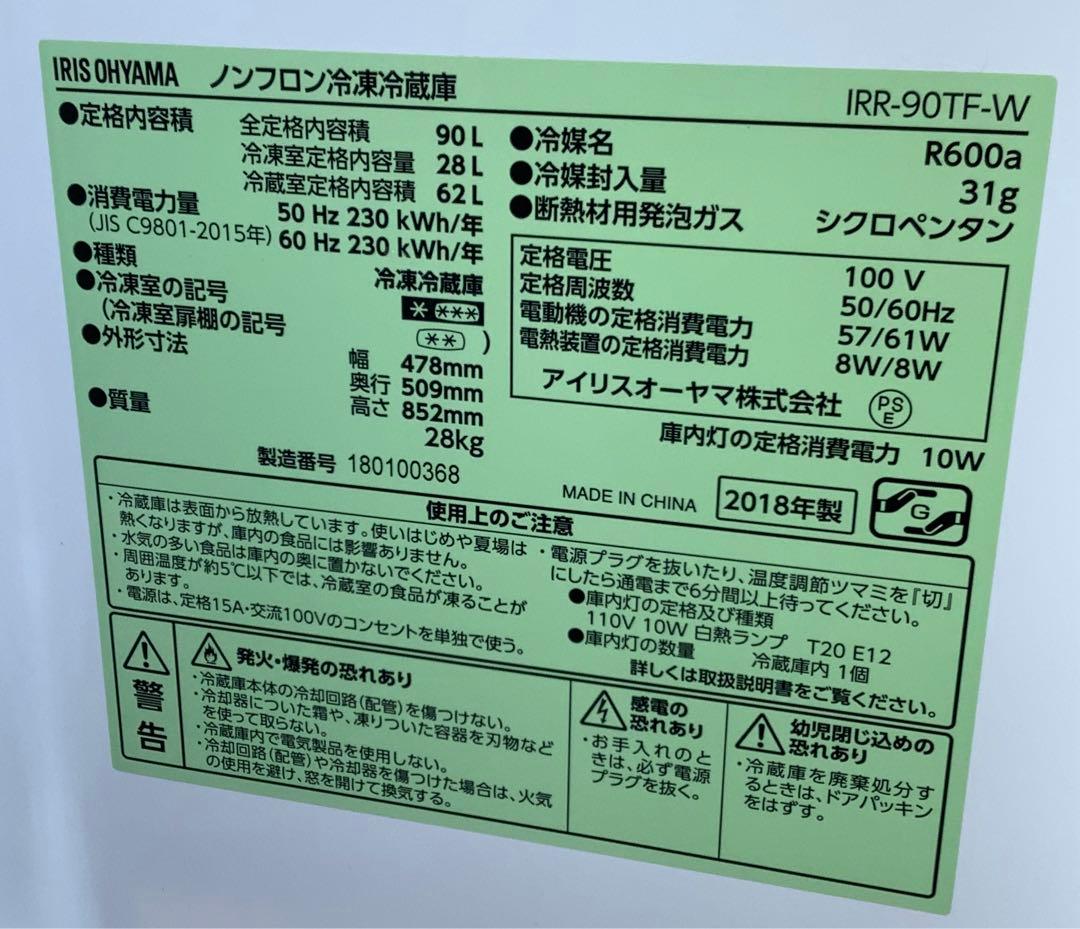 IRIS OHYAMA ノンフロン冷凍冷蔵庫 IRR-90TF-W
●定格内容積 全定格内容積 90 L
冷凍室定格内容量 28 L
冷蔵室定格内容積 62 L
●消費電力量 50 Hz 230 kWh/年
(JIS C9801-2015年) 60 Hz 230 kWh/年
●種類 冷凍冷蔵庫
●冷凍室の記号 * ***
(冷凍室扉棚の記号 ** )
●外形寸法 幅 478mm
奥行 509mm
高さ 852mm
●質量 28kg
製造番号 180100368
●冷媒名 R600a
●冷媒封入量 31g
●断熱材用発泡ガス シクロペンタン
定格電圧 100 V
定格周波数 50/60Hz
電動機の定格消費電力 57/61W
電熱装置の定格消費電力 8W/8W
アイリスオーヤマ株式会社 PS E
庫内灯の定格消費電力 10W
MADE IN CHINA 2018年製 G
使用上のご注意
・冷蔵庫は表面から放熱しています。使いはじめや夏場は
熱くなりますが、庫内の食品には影響ありません。
・水気の多い食品は庫内の奥に置かないでください。
・周囲温度が約5℃以下では、冷蔵室の食品が凍ることが
あります。
・電源は、定格15A・交流100Vのコンセントを単独で使う。
・電源プラグを抜いたり、温度調節ツマミを『切』
にしたら通電まで6分間以上待ってください。
●庫内灯の定格及び種類
110V 10W 白熱ランプ T20 E12
●庫内灯の数量 冷蔵庫内 1個
詳しくは取扱説明書をご覧ください。
警告
発火・爆発の恐れあり
・冷蔵庫本体の冷却回路(配管)を傷つけない。
・冷却器についた霜や、凍りついた容器を刃物など
を使って取らない。
・冷蔵庫内で電気製品を使用しない。
・冷却回路(配管)や冷却器を傷つけた場合は、火気
の使用を避け、窓を開けて換気する。
感電の
恐れあり
・お手入れのと
きは、必ず電源
プラグを抜く。
幼児閉じ込めの
恐れあり
・冷蔵庫を廃棄処分す
るときは、ドアパッキン
をはずす。